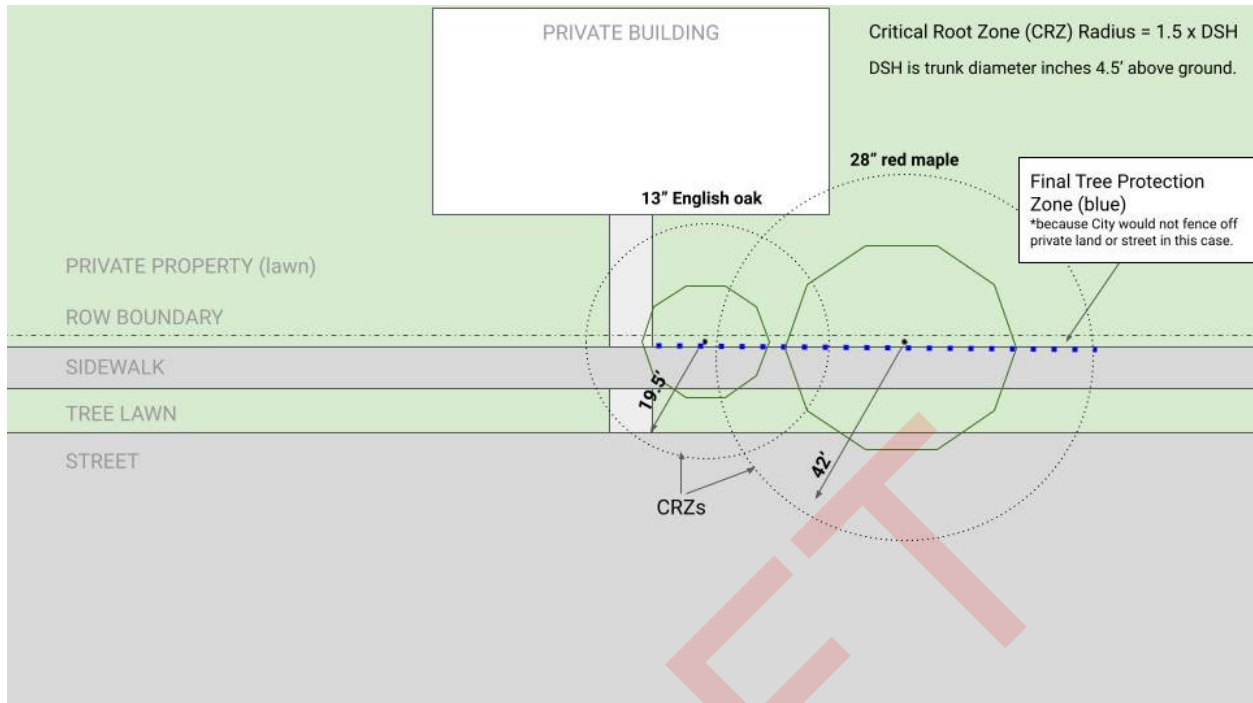 PRIVATE BUILDING
Critical Root Zone (CRZ) Radius = 1.5 x DSH
DSH is trunk diameter inches 4.5’ above ground.
28” red maple
13” English oak
Final Tree Protection
Zone (blue)
*because City would not fence off
private land or street in this case.
PRIVATE PROPERTY (lawn)
ROW BOUNDARY
SIDEWALK
TREE LAWN
STREET
19.5’
42’
CRZs